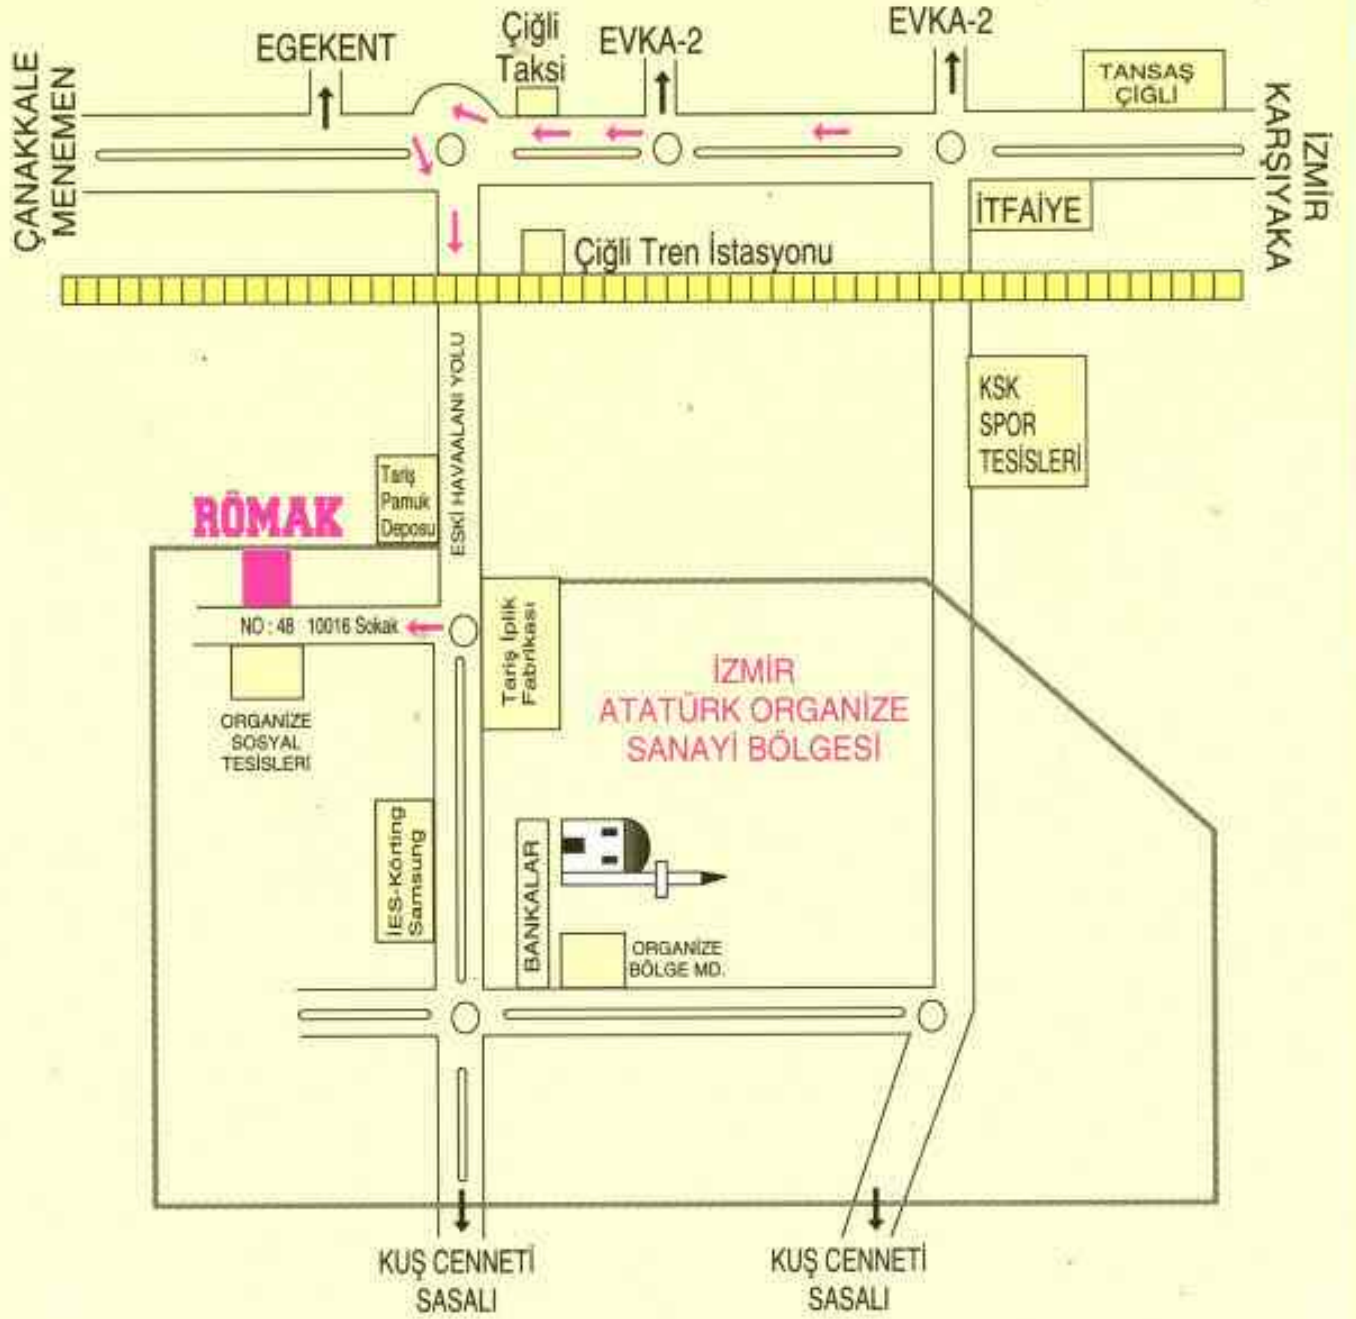 EVKA-2
Çiğli
Taksi
EVKA-2
EGEKENT
TANSAŞ
ÇİĞLİ
ÇANAKKALE
MENEMEN
İZMİR
KARŞIYAKA
İTFAİYE
Çiğli Tren İstasyonu
ESKİ HAVAALANI YOLU
KSK
SPOR
TESİSLERİ
Tariş
Pamuk
Deposu
RÖMAK
NO : 48 10016 Sokak
Tariş İplik
Fabrikası
İZMİR
ATATÜRK ORGANİZE
SANAYİ BÖLGESİ
ORGANİZE
SOSYAL
TESİSLERİ
İES-Körting
Samsung
BANKALAR
ORGANİZE
BÖLGE MD.
KUŞ CENNETİ
SASALI
KUŞ CENNETİ
SASALI